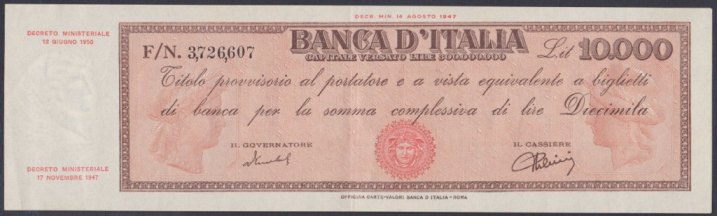 DECR. MIN. 14 AGOSTO 1947
DECRETO MINISTERIALE
12 GIUGNO 1950
F/N. 3,726,607
BANCA D'ITALIA
CAPITALE VERSATO LIRE 300.000.000
Lit 10.000
Titolo provvisorio al portatore e a vista equivalente a biglietti
di banca per la somma complessiva di lire Diecimila
IL GOVERNATORE
IL CASSIERE
DECRETO MINISTERIALE
17 NOVEMBRE 1947
OFFICINA CARTE-VALORI BANCA D'ITALIA - ROMA